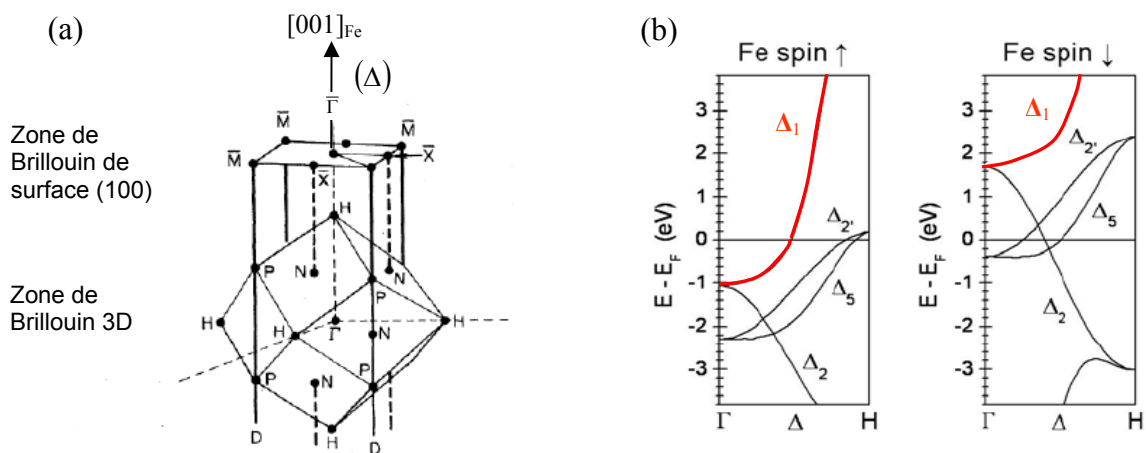 (a)
[001]Fe
(Δ)
Γ̅
M̅
M̅
M̅
X̅
X̅
Zone de
Brillouin de
surface (100)
H
P
N
P
N
Zone de
Brillouin 3D
H
H
Γ
N
H
P
N
P
D
H
D
(b)
Fe spin ↑
E - EF (eV)
3
2
1
0
-1
-2
-3
Δ1
Δ2'
Δ5
Δ2
Γ
Δ
H
Fe spin ↓
E - EF (eV)
3
2
1
0
-1
-2
-3
Δ1
Δ2'
Δ5
Δ2
Γ
Δ
H